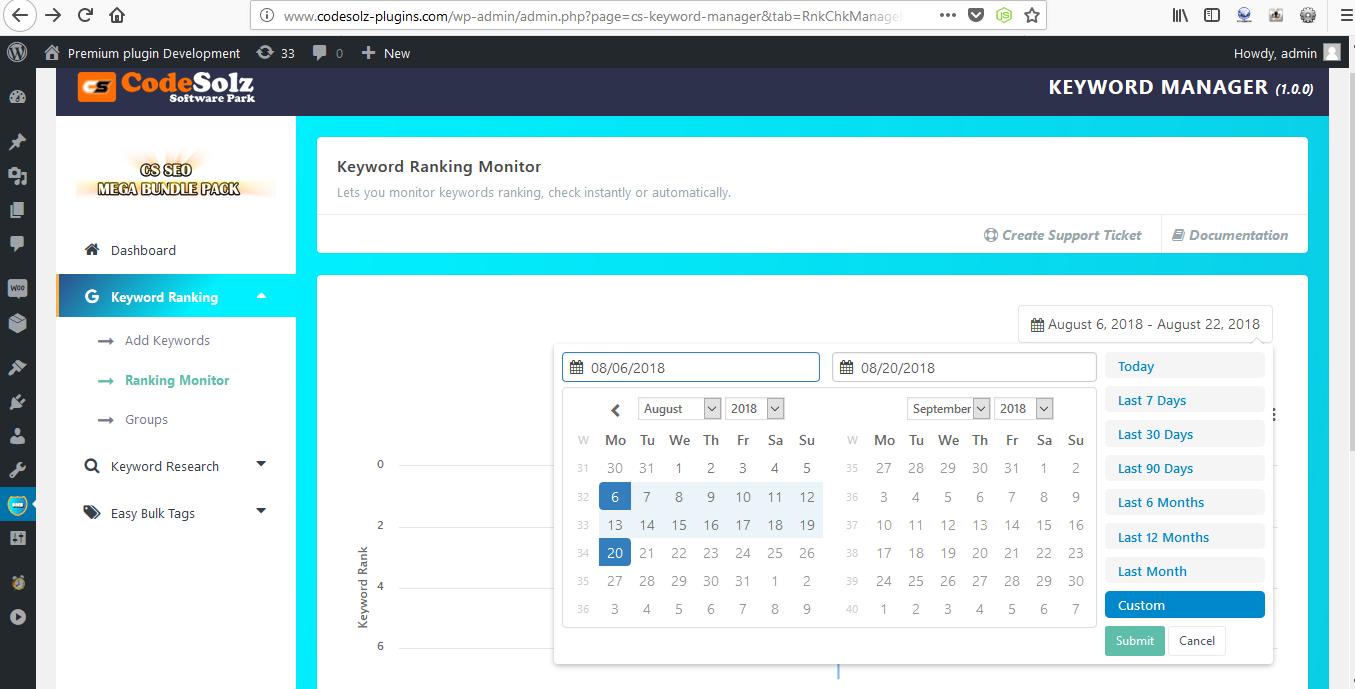 www.codesolz-plugins.com/wp-admin/admin.php?page=cs-keyword-manager&tab=RnkChkManage
Premium plugin Development 33 0 New Howdy, admin
CS CodeSolz
Software Park
KEYWORD MANAGER (1.0.0)
CS SEO
MEGA BUNDLE PACK
Dashboard
G Keyword Ranking
Add Keywords
Ranking Monitor
Groups
Keyword Research
Easy Bulk Tags
WOO
Keyword Ranking Monitor
Lets you monitor keywords ranking, check instantly or automatically.
Create Support Ticket Documentation
August 6, 2018 - August 22, 2018
08/06/2018 08/20/2018
August 2018
W Mo Tu We Th Fr Sa Su
31 30 31 1 2 3 4 5
32 6 7 8 9 10 11 12
33 13 14 15 16 17 18 19
34 20 21 22 23 24 25 26
35 27 28 29 30 31 1 2
36 3 4 5 6 7 8 9
September 2018
W Mo Tu We Th Fr Sa Su
35 27 28 29 30 31 1 2
36 3 4 5 6 7 8 9
37 10 11 12 13 14 15 16
38 17 18 19 20 21 22 23
39 24 25 26 27 28 29 30
40 1 2 3 4 5 6 7
Today
Last 7 Days
Last 30 Days
Last 90 Days
Last 6 Months
Last 12 Months
Last Month
Custom
Submit Cancel
Keyword Rank
0
2
4
6